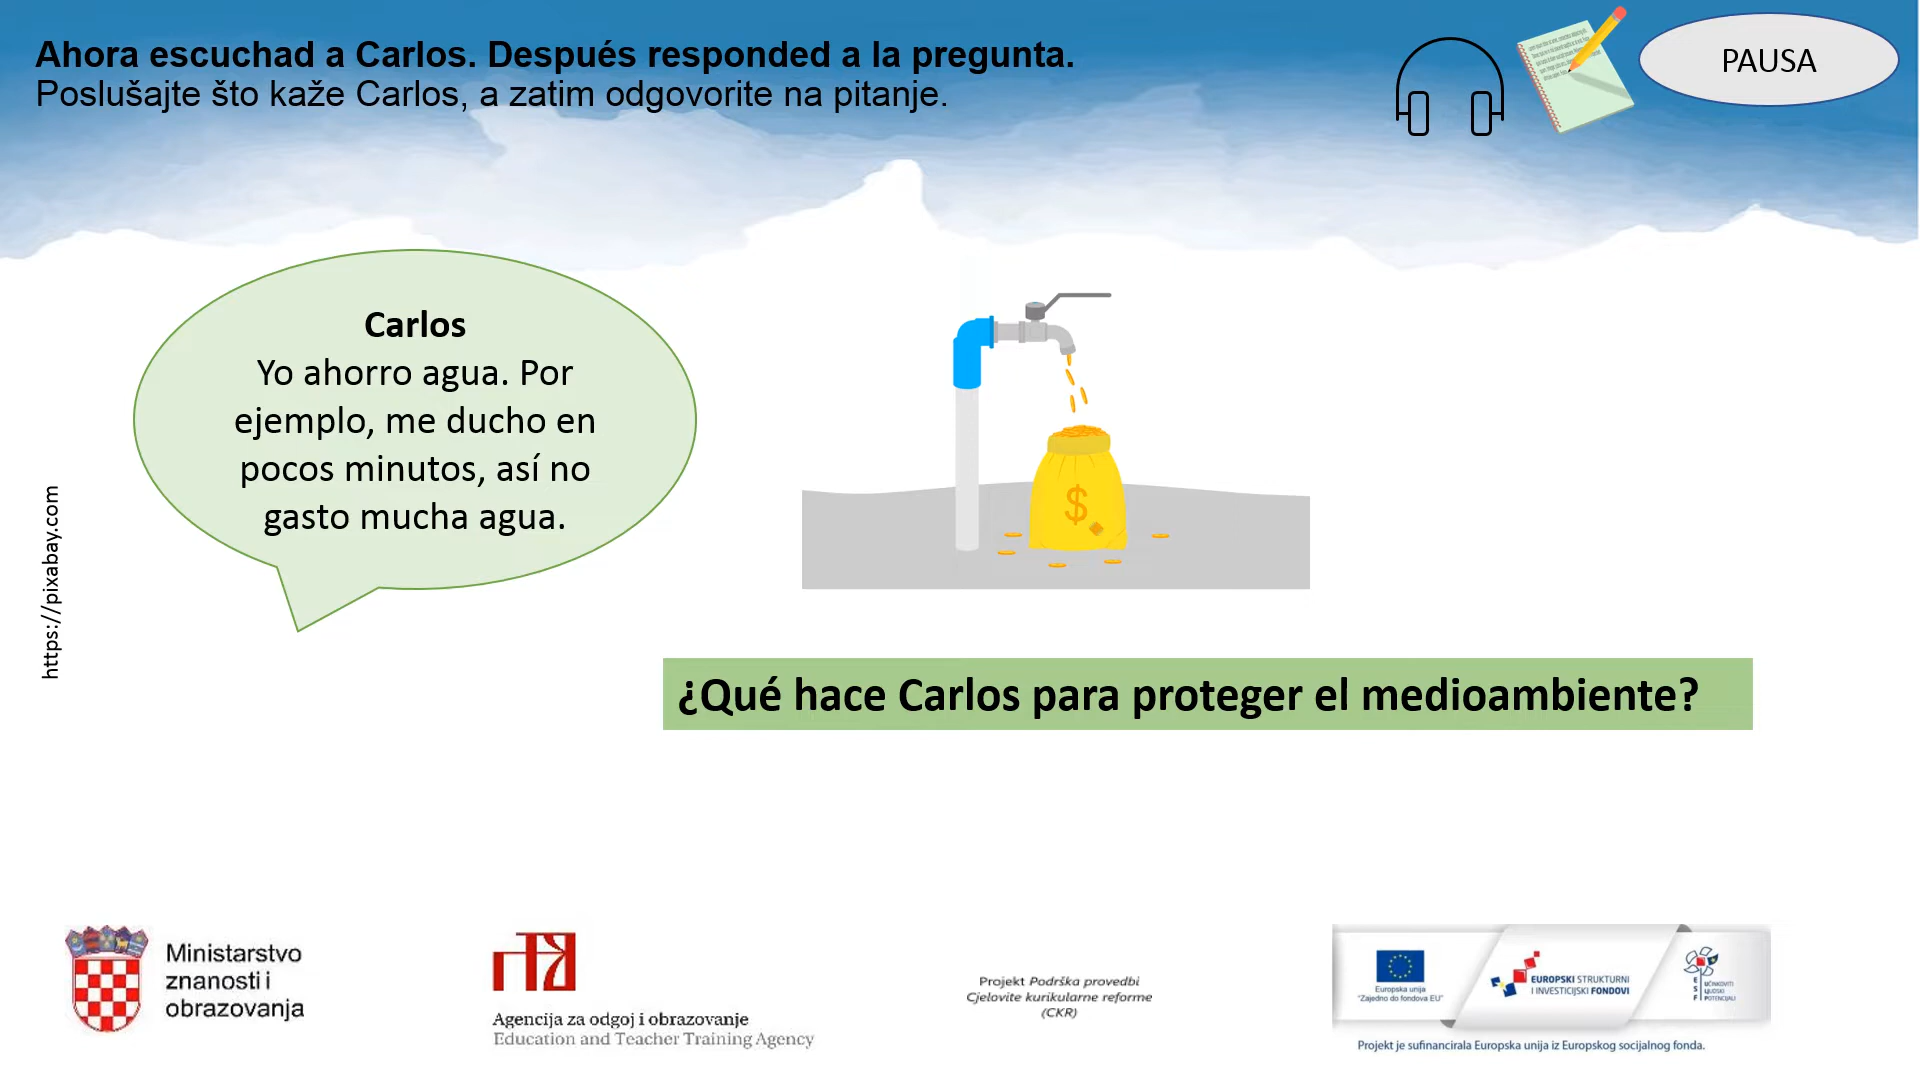 Ahora escuchad a Carlos. Después responded a la pregunta.
Poslušajte što kaže Carlos, a zatim odgovorite na pitanje.
PAUSA
Carlos
Yo ahorro agua. Por
ejemplo, me ducho en
pocos minutos, así no
gasto mucha agua.
$
https://pixabay.com
¿Qué hace Carlos para proteger el medioambiente?
Ministarstvo
znanosti i
obrazovanja
Agencija za odgoj i obrazovanje
Education and Teacher Training Agency
Projekt Podrška provedbi
Cjelovite kurikularne reforme
(CKR)
Europska unija
"Zajedno do fondova EU"
EUROPSKI STRUKTURNI
I INVESTICIJSKI FONDOVI
ESF
UČINKOVITI
LJUDSKI
POTENCIJALI
Projekt je sufinancirala Europska unija iz Europskog socijalnog fonda.